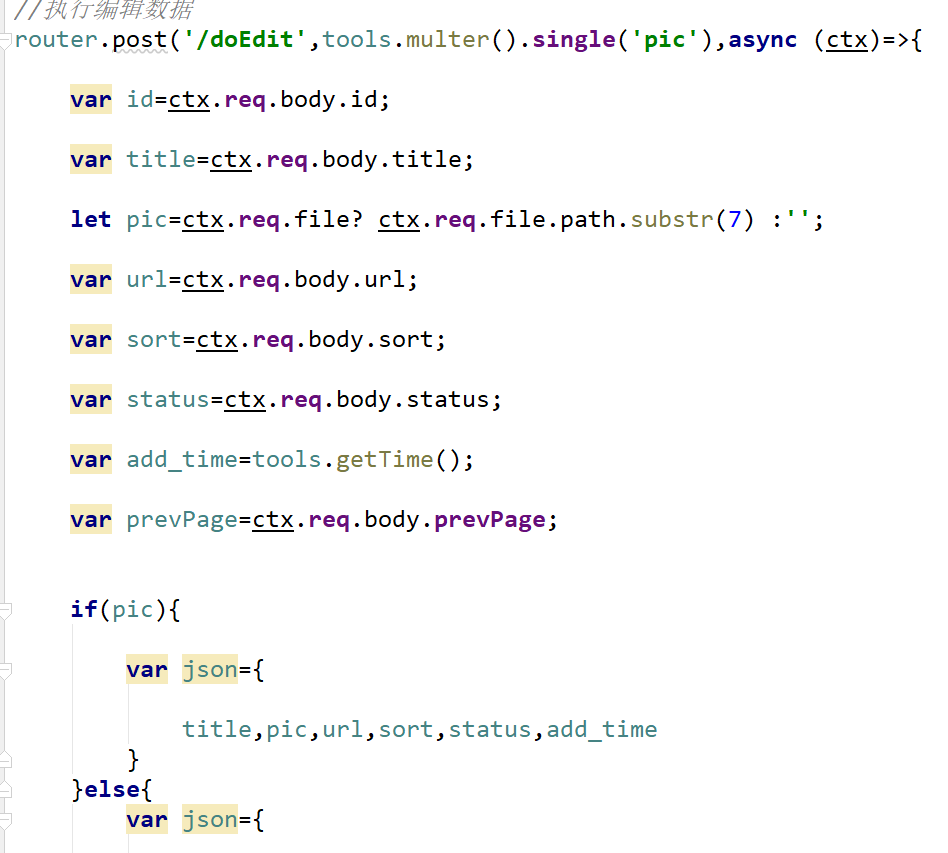 //执行编辑数据
router.post('/doEdit',tools.multer().single('pic'),async (ctx)=>{
var id=ctx.req.body.id;
var title=ctx.req.body.title;
let pic=ctx.req.file? ctx.req.file.path.substr(7) :'';
var url=ctx.req.body.url;
var sort=ctx.req.body.sort;
var status=ctx.req.body.status;
var add_time=tools.getTime();
var prevPage=ctx.req.body.prevPage;
if(pic){
var json={
title,pic,url,sort,status,add_time
}
}else{
var json={